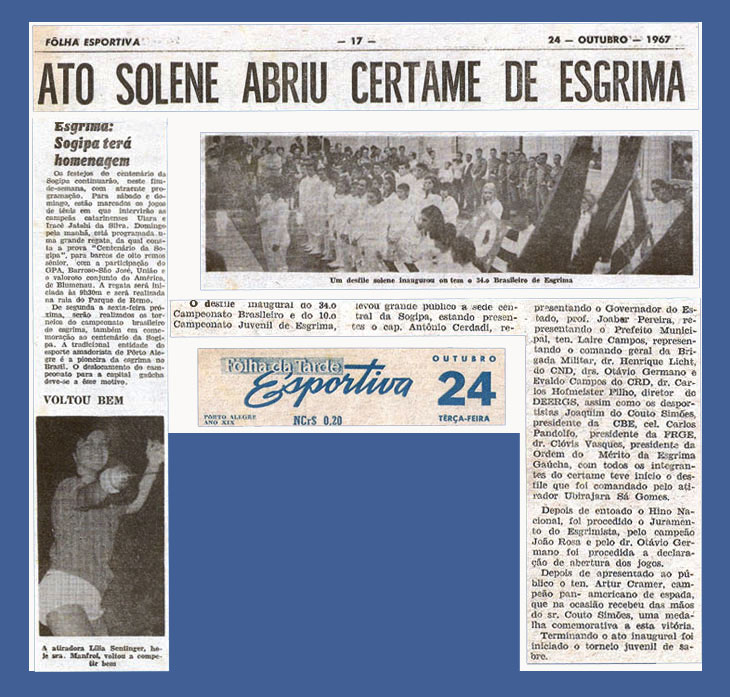 FÔLHA ESPORTIVA
— 17 —
24 — OUTUBRO — 1967
ATO SOLENE ABRIU CERTAME DE ESGRIMA
Esgrima:
Sogipa terá
homenagem
Os festejos do centenário da
Sogipa continuarão, neste fim-
de-semana, com atraente pro-
gramação. Para sábado e do-
mingo, estão marcados os jogos
de tênis em que intervirão as
campeãs catarinenses Uiara e
Iracê Jatahi da Silva. Domingo
pela manhã, está programada u-
ma grande regata, da qual cons-
ta a prova "Centenário da So-
gipa", para barcos de oito remos
sênior, com a participação do
GPA, Barroso-São José, União e
o valoroto conjunto do América,
de Blumenau. A regata será ini-
ciada às 9h30m e será realizada
na raia do Parque de Remo.
De segunda a sexta-feira pró-
xima, serão realizados os tor-
neios do campeonato brasileiro
de esgrima, também em come-
moração ao centenário da Sogi-
pa. A tradicional entidade do
esporte amadorista de Pôrto Ale-
gre é a pioneira da esgrima no
Brasil. O deslocamento do cam-
peonato para a capital gaúcha
deve-se a êsse motivo.
VOLTOU BEM
A atiradora Lilia Sentinger, ho-
je sra. Manfroi, voltou a compe-
tir bem
Um desfile solene inaugurou ontem o 34.o Brasileiro de Esgrima
O desfile inaugural do 34.o
Campeonato Brasileiro e do 10.o
Campeonato Juvenil de Esgrima,
levou grande público a sede cen-
tral da Sogipa, estando presen-
tes o cap. Antônio Cerdadi, re-
presentando o Governador do Es-
tado, prof. Joaber Pereira, re-
presentando o Prefeito Munici-
pal, ten. Laire Campos, represen-
tando o comando geral da Bri-
gada Militar, dr. Henrique Licht,
do CND, drs. Otávio Germano e
Evaldo Campos do CRD, dr. Car-
los Hofmeister Filho, diretor do
DEERGS, assim como os despor-
tistas Joaquim do Couto Simões,
presidente da CBE, cel. Carlos
Pandolfo, presidente da FRGE,
dr. Clóvis Vasques, presidente da
Ordem do Mérito da Esgrima
Gaúcha, com todos os integran-
tes do certame teve início o des-
file que foi comandado pelo ati-
rador Ubirajara Sá Gomes.
Depois de entoado o Hino Na-
cional, foi procedido o Juramen-
to do Esgrimista, pelo campeão
João Rosa e pelo dr. Otávio Ger-
mano foi procedida a declara-
ção de abertura dos jogos.
Depois de apresentado ao pú-
blico o ten. Artur Cramer, cam-
peão pan-americano de espada,
que na ocasião recebeu das mãos
do sr. Couto Simões, uma meda-
lha comemorativa a esta vitória.
Terminando o ato inaugural foi
iniciado o torneio juvenil de sa-
bre.
Folha da Tarde
Esportiva
PÔRTO ALEGRE
ANO XIX
NCr$ 0,20
OUTUBRO
24
TÊRÇA-FEIRA